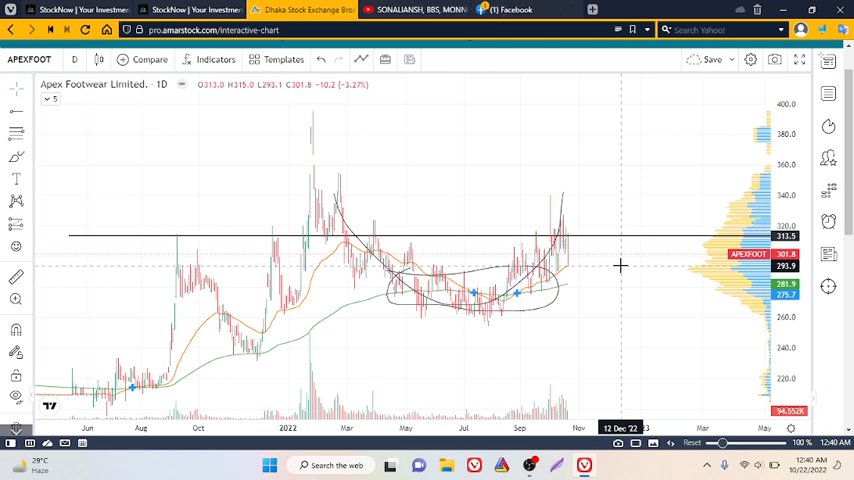 StockNow | Your Investmen
StockNow | Your Investmen
Dhaka Stock Exchange Bro
SONALIANSH, BBS, MONN
Facebook
pro.amarstock.com/interactive-chart
Search Yahoo!
APEXFOOT
D
Compare
Indicators
Templates
Save
Apex Footwear Limited. · 1D
O313.0 H315.0 L293.1 C301.8 −10.2 (−3.27%)
5
400.0
380.0
360.0
340.0
320.0
313.5
APEXFOOT 301.8
293.9
281.9
275.7
260.0
240.0
220.0
94.552K
Jun Aug Oct 2022 Mar May Jul Sep Nov 12 Dec '22 23 Mar May
Reset 100 % 12:40 AM
29°C
Haze
Search the web
12:40 AM
10/22/2022